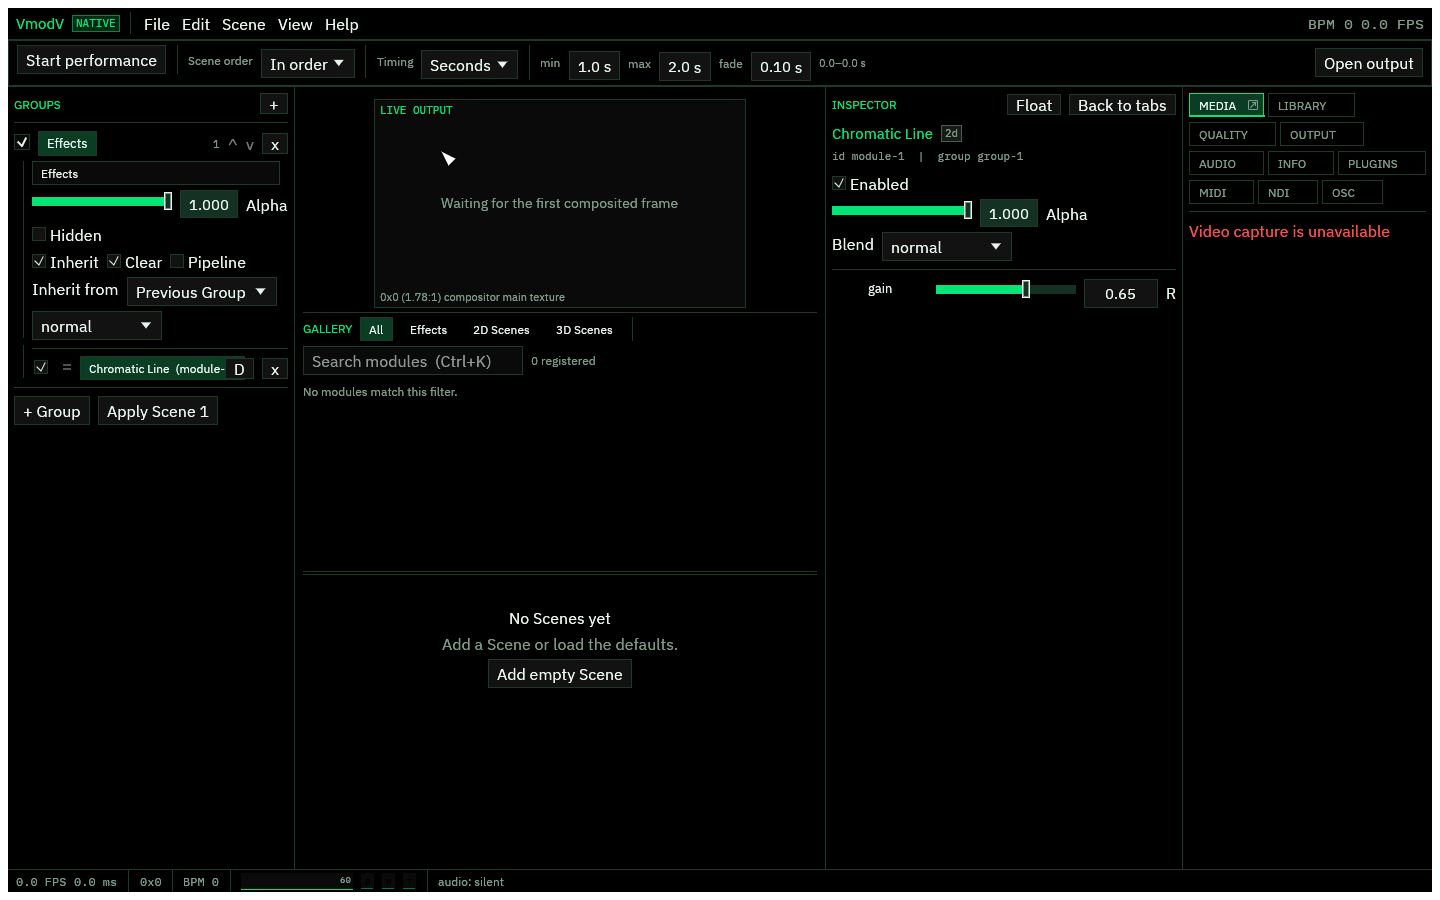 VmodV NATIVE File Edit Scene View Help BPM 0 0.0 FPS
Start performance Scene order In order Timing Seconds min 1.0 s max 2.0 s fade 0.10 s 0.0–0.0 s Open output
GROUPS +
Effects 1 ^ v x
Effects
1.000 Alpha
Hidden
Inherit Clear Pipeline
Inherit from Previous Group
normal
= Chromatic Line (module- D x
+ Group Apply Scene 1
LIVE OUTPUT
Waiting for the first composited frame
0x0 (1.78:1) compositor main texture
GALLERY All Effects 2D Scenes 3D Scenes
Search modules (Ctrl+K) 0 registered
No modules match this filter.
No Scenes yet
Add a Scene or load the defaults.
Add empty Scene
INSPECTOR Float Back to tabs
Chromatic Line 2d
id module-1 | group group-1
Enabled
1.000 Alpha
Blend normal
gain 0.65 R
MEDIA LIBRARY
QUALITY OUTPUT
AUDIO INFO PLUGINS
MIDI NDI OSC
Video capture is unavailable
0.0 FPS 0.0 ms 0x0 BPM 0 60 audio: silent